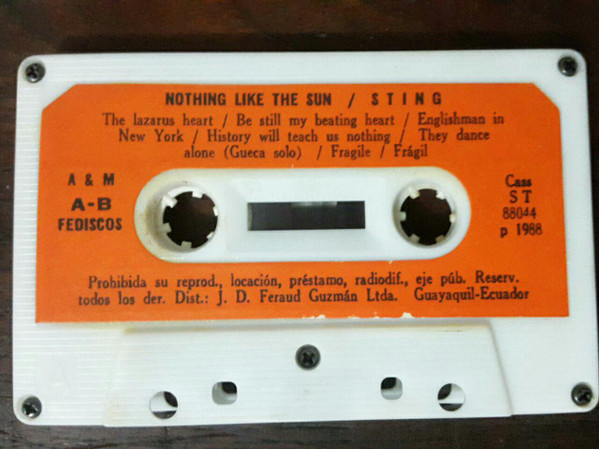 NOTHING LIKE THE SUN / STING
The lazarus heart / Be still my beating heart / Englishman in
New York / History will teach us nothing / They dance
alone (Gueca solo) / Fragile / Frágil
A & M
A-B
FEDISCOS
Cass
ST
88044
p 1988
Prohibida su reprod., locación, préstamo, radiodif., eje púb. Reserv.
todos los der. Dist.: J. D. Feraud Guzmán Ltda. Guayaquil-Ecuador